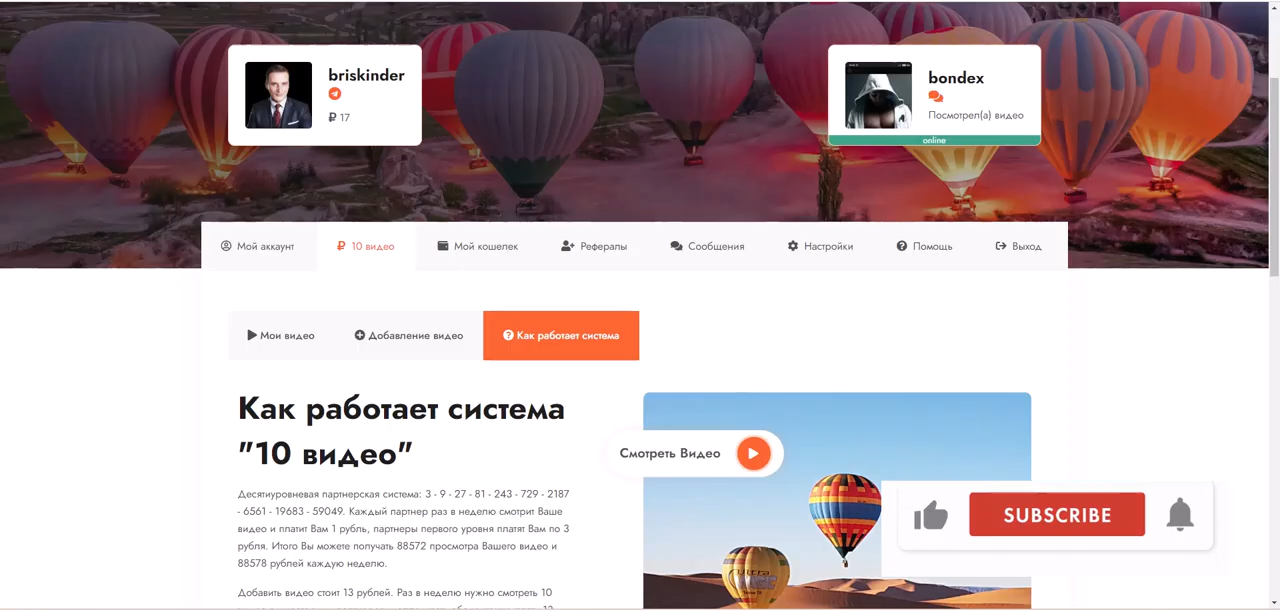 briskinder
₽ 17
bondex
Посмотрел(а) видео
online
Мой аккаунт
10 видео
Мой кошелек
Рефералы
Сообщения
Настройки
Помощь
Выход
Мои видео
Добавление видео
Как работает система
Как работает система
"10 видео"
Смотреть Видео
Десятиуровневая партнерская система: 3 - 9 - 27 - 81 - 243 - 729 - 2187
- 6561 - 19683 - 59049. Каждый партнер раз в неделю смотрит Ваше
видео и платит Вам 1 рубль, партнеры первого уровня платят Вам по 3
рубля. Итого Вы можете получать 88572 просмотра Вашего видео и
88578 рублей каждую неделю.
Добавить видео стоит 13 рублей. Раз в неделю нужно смотреть 10
SUBSCRIBE
ultra